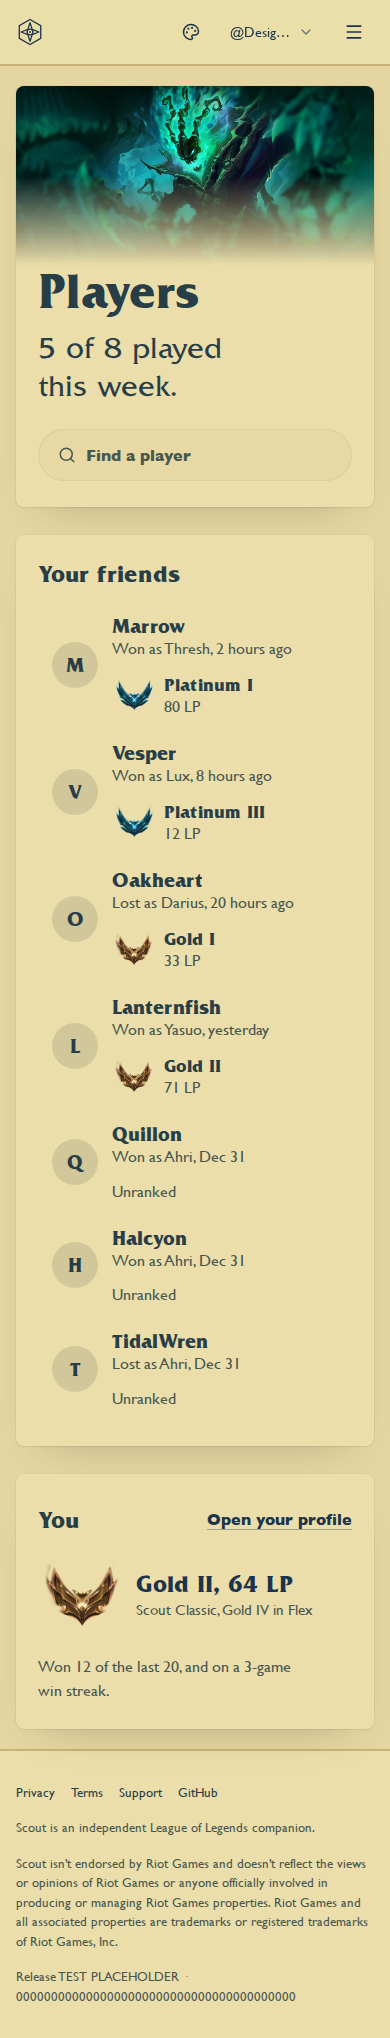 @Desig...
Players
5 of 8 played
this week.
Find a player
Your friends
M
Marrow
Won as Thresh, 2 hours ago
Platinum I
80 LP
V
Vesper
Won as Lux, 8 hours ago
Platinum III
12 LP
O
Oakheart
Lost as Darius, 20 hours ago
Gold I
33 LP
L
Lanternfish
Won as Yasuo, yesterday
Gold II
71 LP
Q
Quillon
Won as Ahri, Dec 31
Unranked
H
Halcyon
Won as Ahri, Dec 31
Unranked
T
TidalWren
Lost as Ahri, Dec 31
Unranked
You
Open your profile
Gold II, 64 LP
Scout Classic, Gold IV in Flex
Won 12 of the last 20, and on a 3-game
win streak.
Privacy Terms Support GitHub
Scout is an independent League of Legends companion.
Scout isn't endorsed by Riot Games and doesn't reflect the views
or opinions of Riot Games or anyone officially involved in
producing or managing Riot Games properties. Riot Games and
all associated properties are trademarks or registered trademarks
of Riot Games, Inc.
Release TEST PLACEHOLDER ·
0000000000000000000000000000000000000000